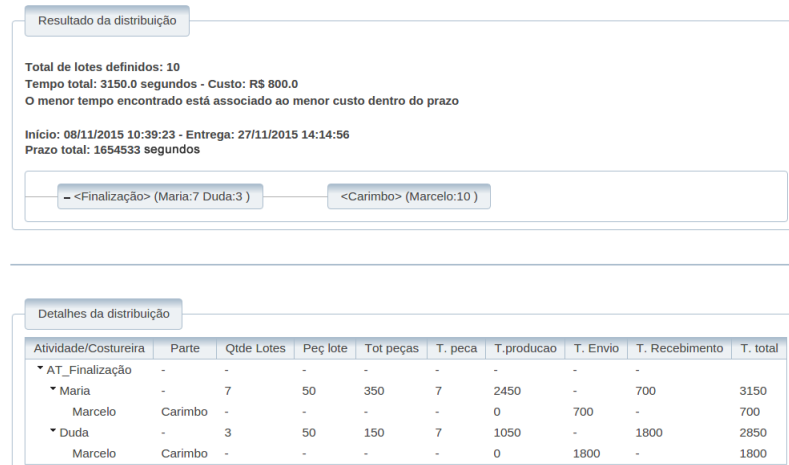 Resultado da distribuição
Total de lotes definidos: 10
Tempo total: 3150.0 segundos - Custo: R$ 800.0
O menor tempo encontrado está associado ao menor custo dentro do prazo
Início: 08/11/2015 10:39:23 - Entrega: 27/11/2015 14:14:56
Prazo total: 1654533 segundos
– <Finalização> (Maria:7 Duda:3 ) <Carimbo> (Marcelo:10 )
Detalhes da distribuição
Atividade/Costureira Parte Qtde Lotes Peç lote Tot peças T. peca T.producao T. Envio T. Recebimento T. total
AT_Finalização - - - - - - - -
Maria - 7 50 350 7 2450 - 700 3150
Marcelo Carimbo - - - - 0 700 - 700
Duda - 3 50 150 7 1050 - 1800 2850
Marcelo Carimbo - - - - 0 1800 - 1800